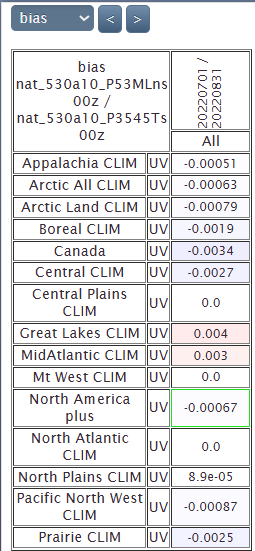 bias
< >
bias
nat_530a10_P53MLns
00z /
nat_530a10_P3545Ts
00z
20220701 /
20220831
All
Appalachia CLIM UV -0.00051
Arctic All CLIM UV -0.00063
Arctic Land CLIM UV -0.00079
Boreal CLIM UV -0.0019
Canada UV -0.0034
Central CLIM UV -0.0027
Central Plains
CLIM UV 0.0
Great Lakes CLIM UV 0.004
MidAtlantic CLIM UV 0.003
Mt West CLIM UV 0.0
North America
plus UV -0.00067
North Atlantic
CLIM UV 0.0
North Plains CLIM UV 8.9e-05
Pacific North West
CLIM UV -0.00087
Prairie CLIM UV -0.0025